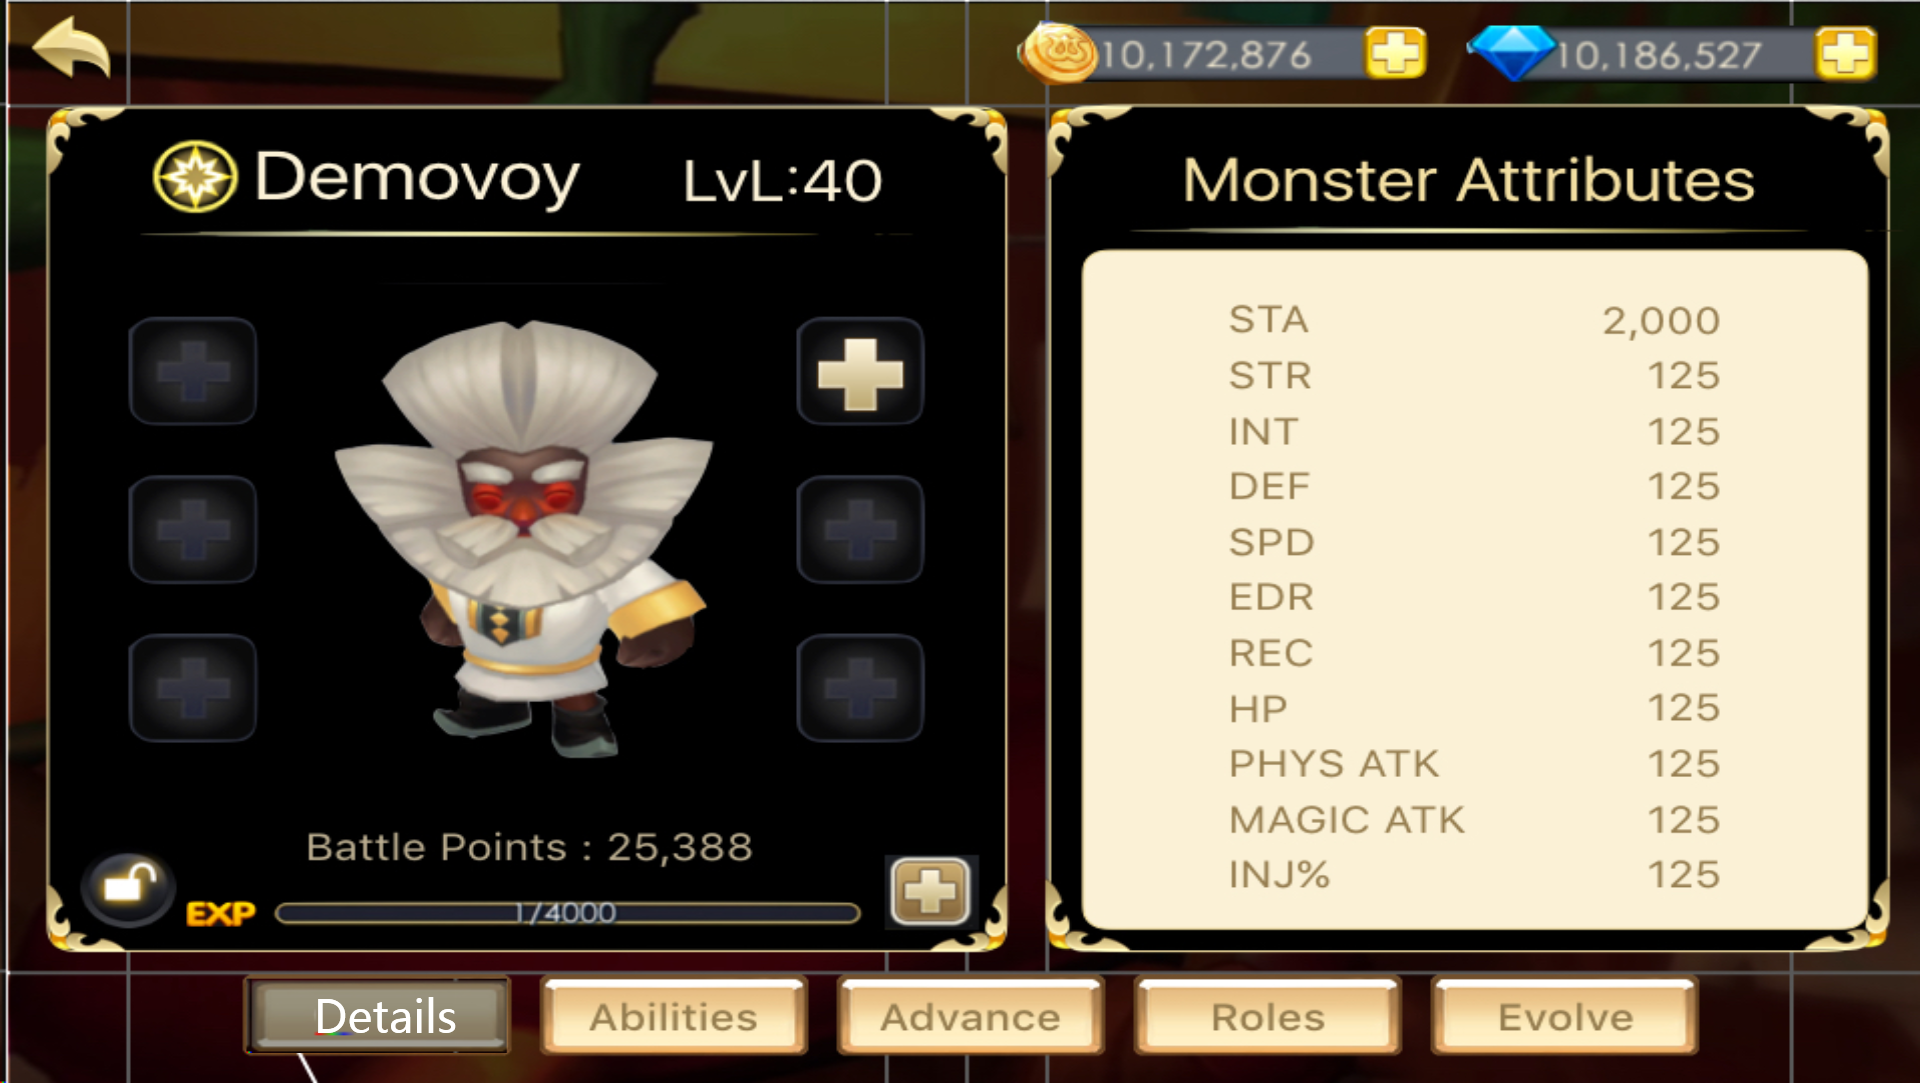 10,172,876
10,186,527
Demovoy LvL:40
Battle Points : 25,388
EXP 1/4000
Monster Attributes
STA 2,000
STR 125
INT 125
DEF 125
SPD 125
EDR 125
REC 125
HP 125
PHYS ATK 125
MAGIC ATK 125
INJ% 125
Details Abilities Advance Roles Evolve